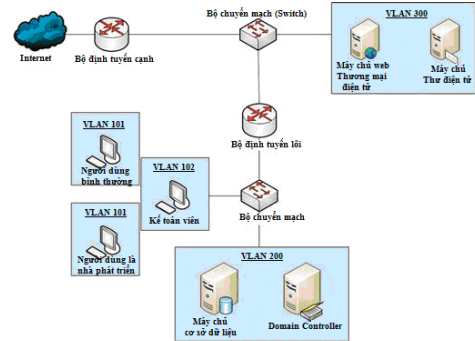 Internet
Bộ định tuyến cạnh
Bộ chuyển mạch (Switch)
VLAN 300
Máy chủ web
Thương mại
điện tử
Máy chủ
Thư điện tử
Bộ định tuyến lõi
VLAN 101
Người dùng
bình thường
VLAN 102
Kế toán viên
Bộ chuyển mạch
VLAN 101
Người dùng là
nhà phát triển
VLAN 200
Máy chủ
cơ sở dữ liệu
Domain Controller